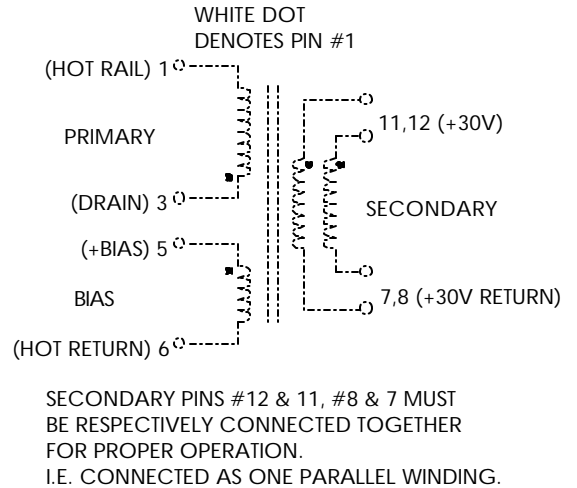 WHITE DOT
DENOTES PIN #1
(HOT RAIL) 1
11,12 (+30V)
PRIMARY
(DRAIN) 3
SECONDARY
(+BIAS) 5
BIAS
7,8 (+30V RETURN)
(HOT RETURN) 6
SECONDARY PINS #12 & 11, #8 & 7 MUST
BE RESPECTIVELY CONNECTED TOGETHER
FOR PROPER OPERATION.
I.E. CONNECTED AS ONE PARALLEL WINDING.